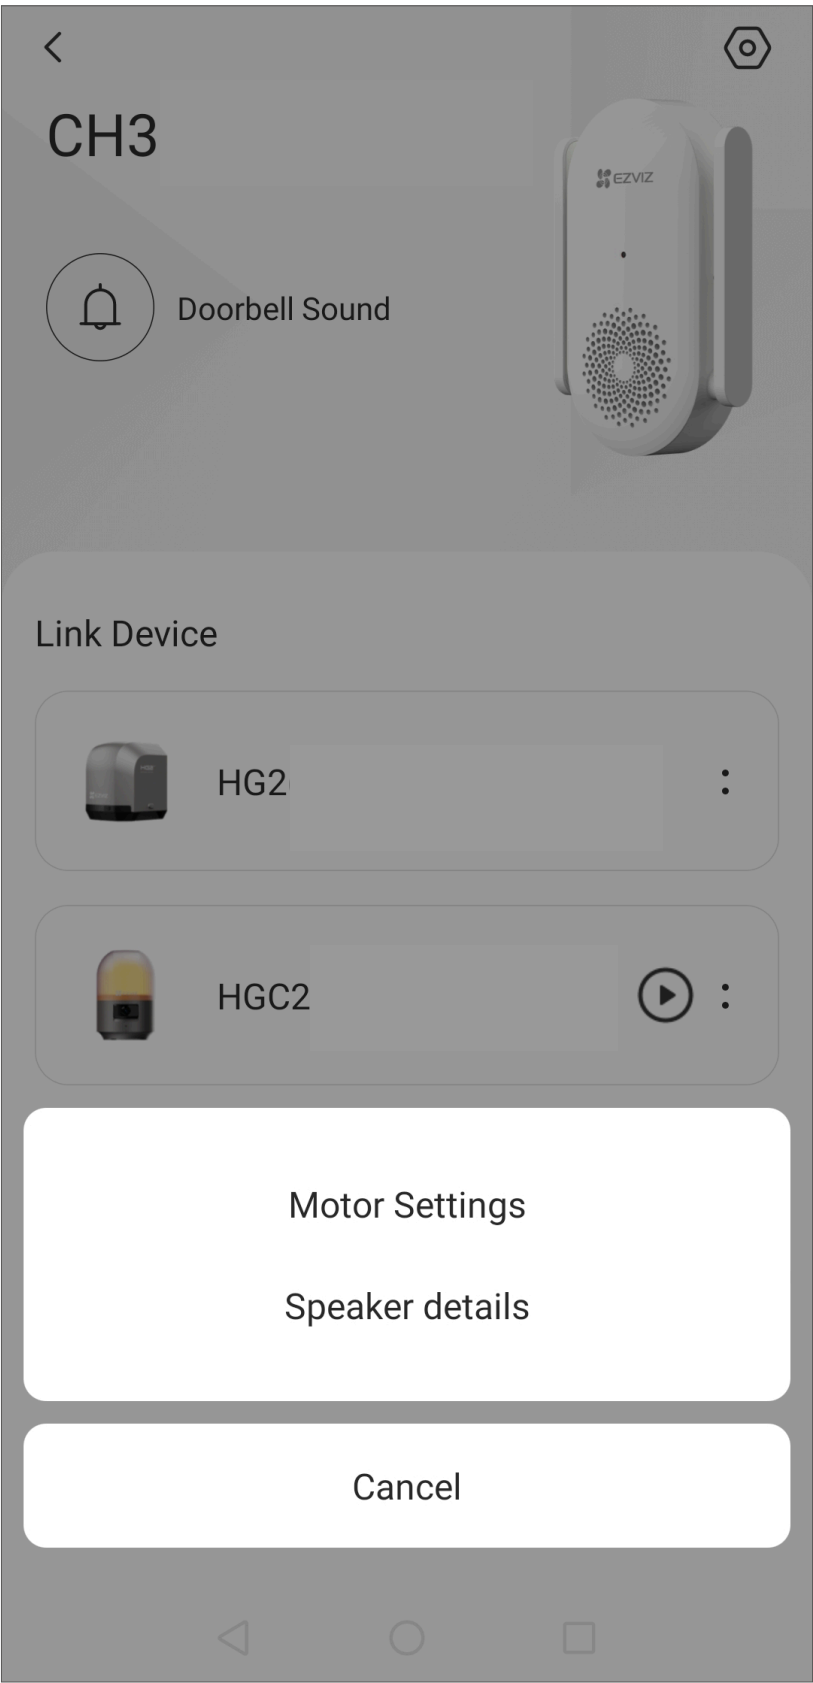 CH3
EZVIZ
Doorbell Sound
Link Device
HG2
HGC2
Motor Settings
Speaker details
Cancel